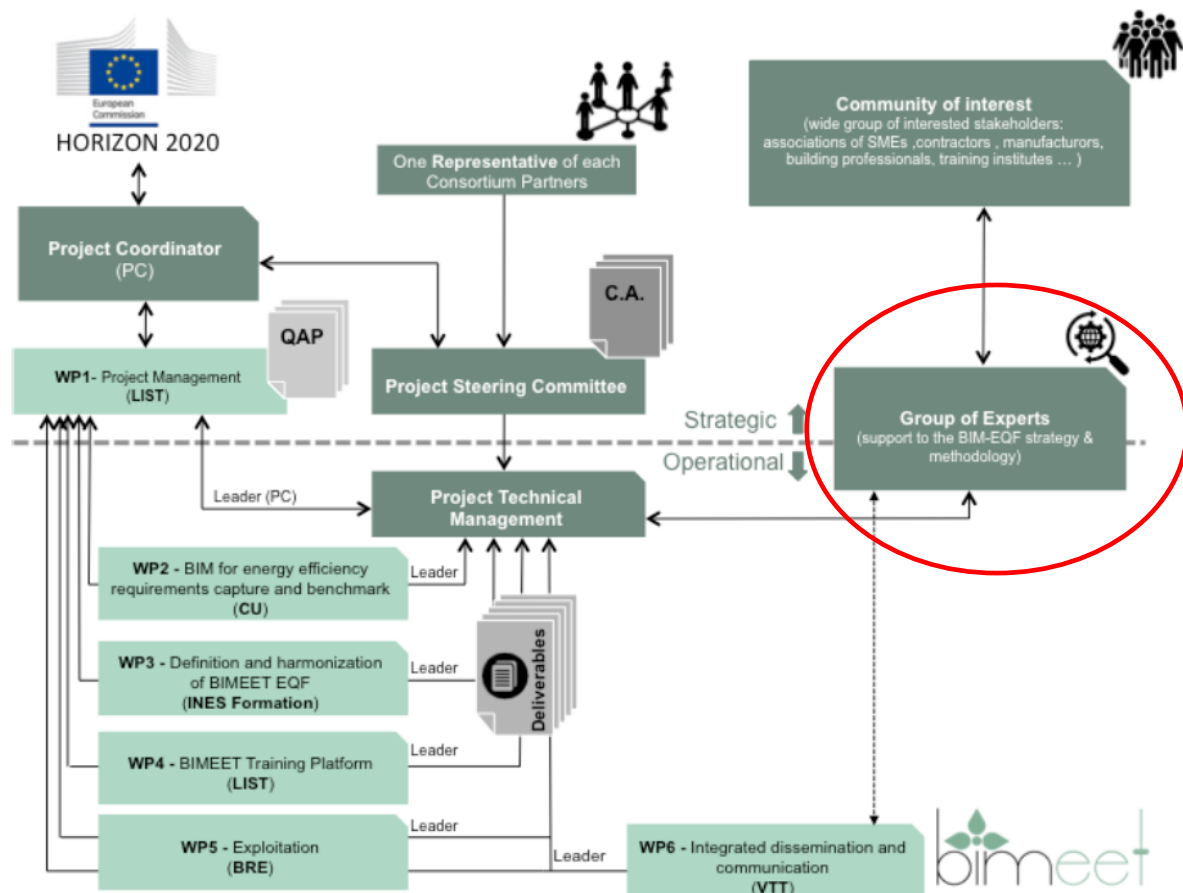 European
Commission
HORIZON 2020
Community of interest
(wide group of interested stakeholders:
associations of SMEs ,contractors , manufacturors,
building professionals, training institutes ... )
One Representative of each
Consortium Partners
Project Coordinator
(PC)
C.A.
QAP
WP1- Project Management
(LIST)
Project Steering Committee
Group of Experts
(support to the BIM-EQF strategy &
methodology)
Strategic
Operational
Leader (PC)
Project Technical
Management
WP2 - BIM for energy efficiency
requirements capture and benchmark
(CU)
Leader
WP3 - Definition and harmonization
of BIMEET EQF
(INES Formation)
Leader
Deliverables
WP4 - BIMEET Training Platform
(LIST)
Leader
WP5 - Exploitation
(BRE)
Leader
Leader
WP6 - Integrated dissemination and
communication
(VTT)
bimeet